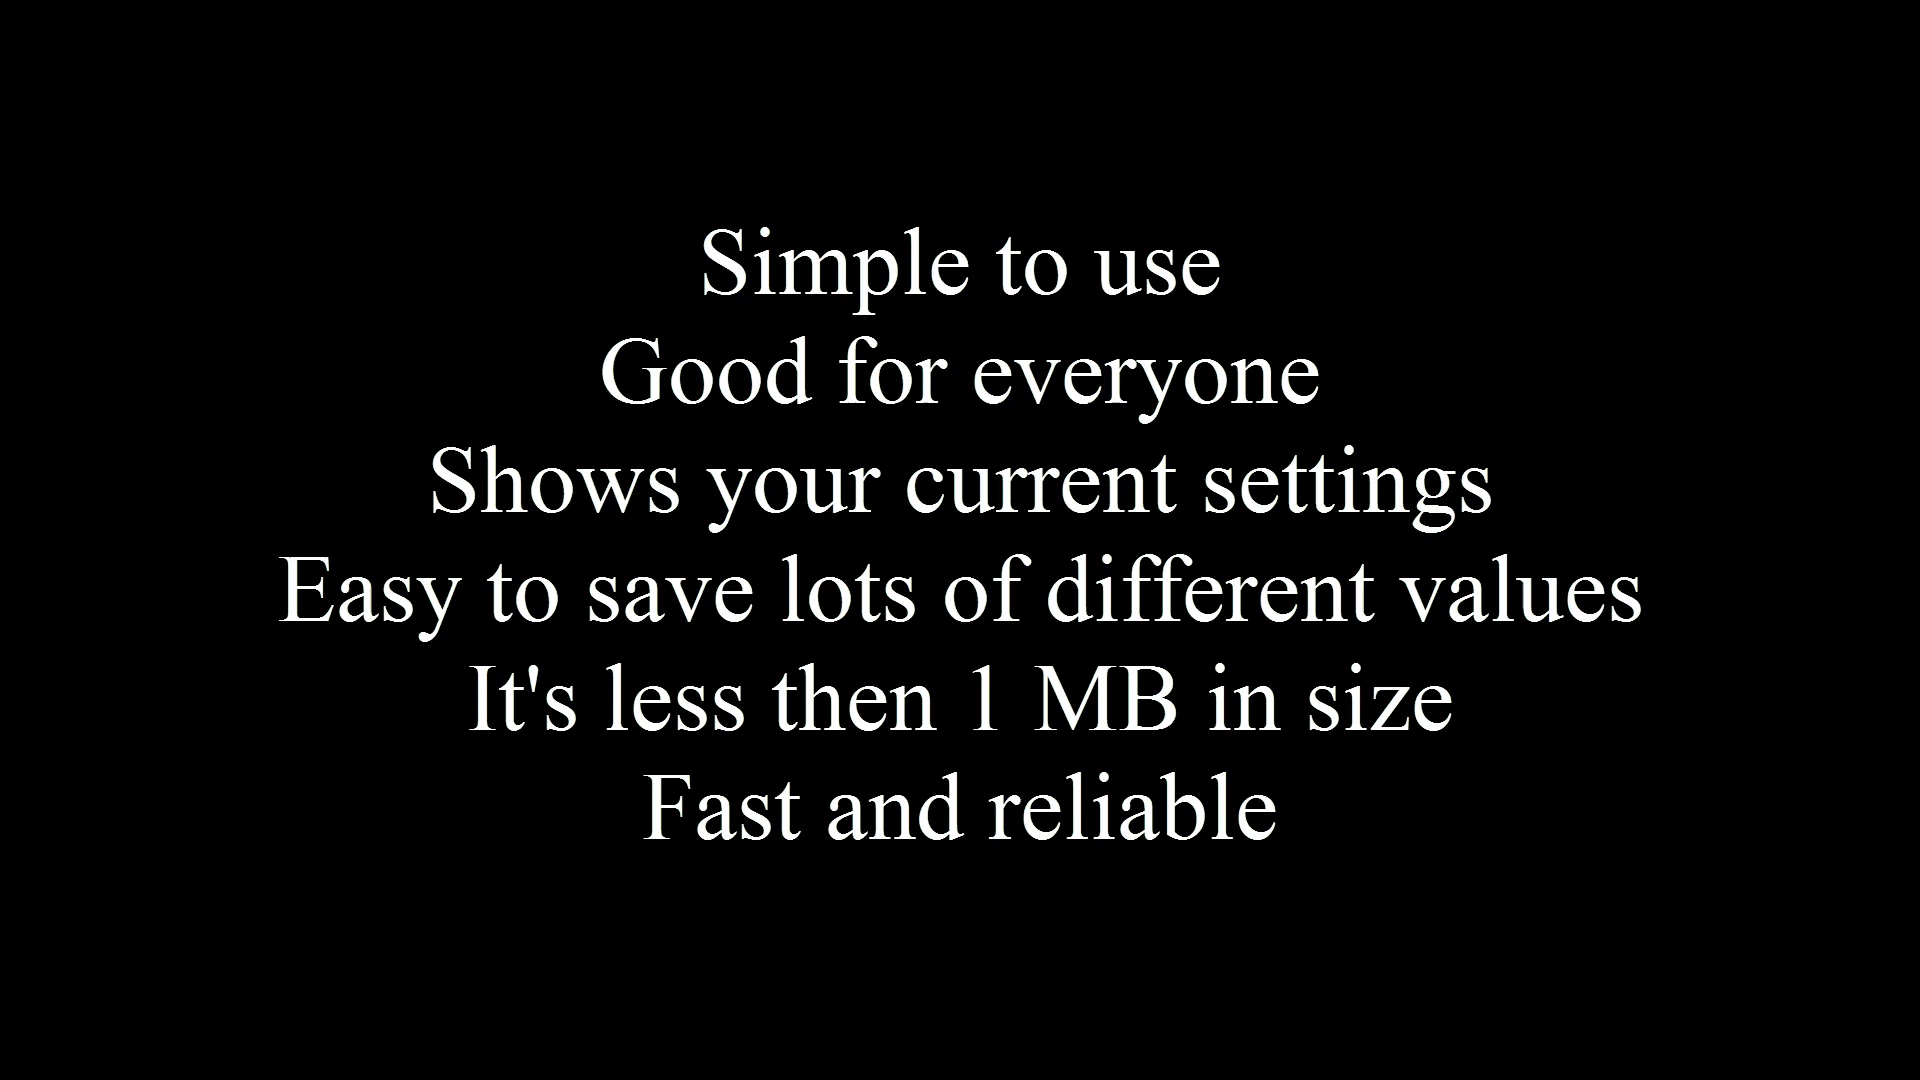 Simple to use
Good for everyone
Shows your current settings
Easy to save lots of different values
It's less then 1 MB in size
Fast and reliable